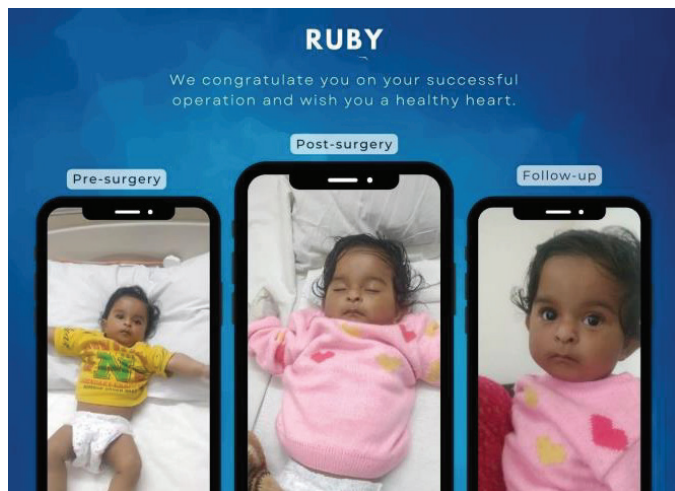 RUBY
We congratulate you on your successful
operation and wish you a healthy heart.
Post-surgery
Pre-surgery
Follow-up